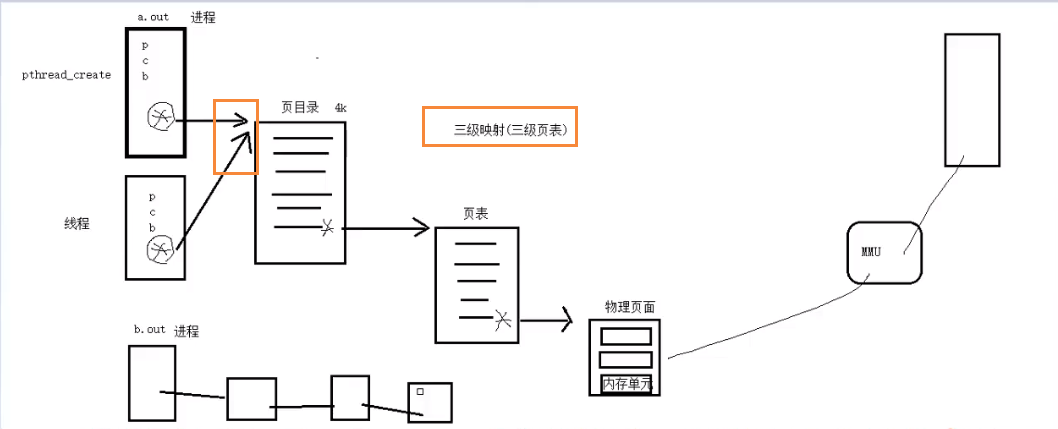 a.out 进程
p
c
b
pthread_create
页目录 4k
三级映射(三级页表)
线程
p
c
b
页表
MMU
物理页面
内存单元
b.out 进程